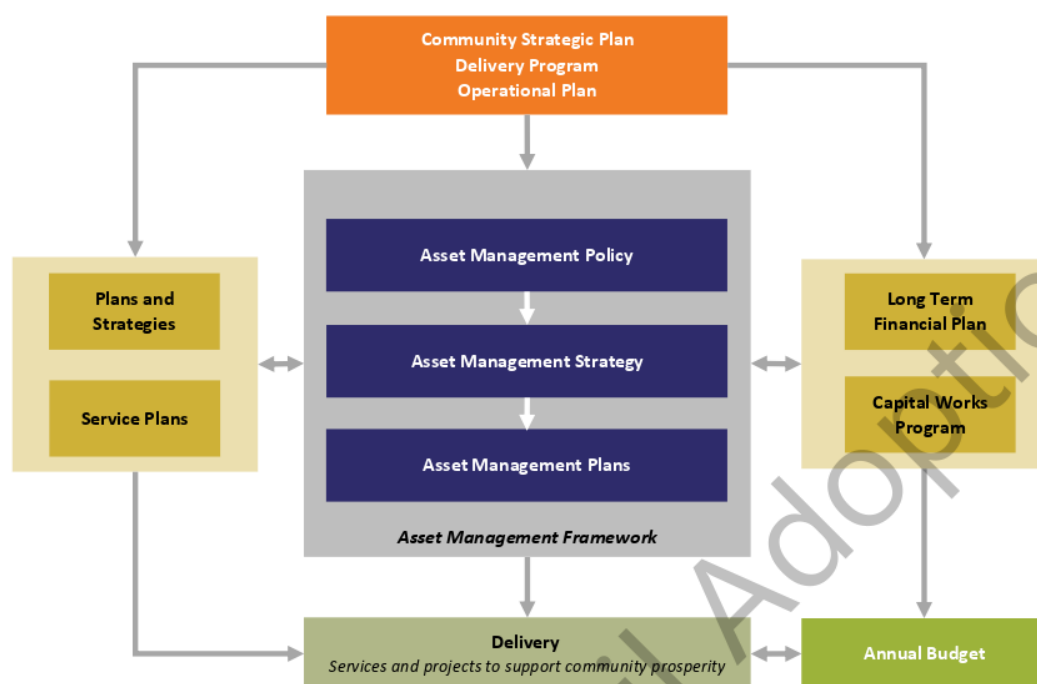 Community Strategic Plan
Delivery Program
Operational Plan
Asset Management Policy
Plans and
Strategies
Long Term
Financial Plan
Asset Management Strategy
Service Plans
Capital Works
Program
Asset Management Plans
Asset Management Framework
Delivery
Services and projects to support community prosperity
Annual Budget